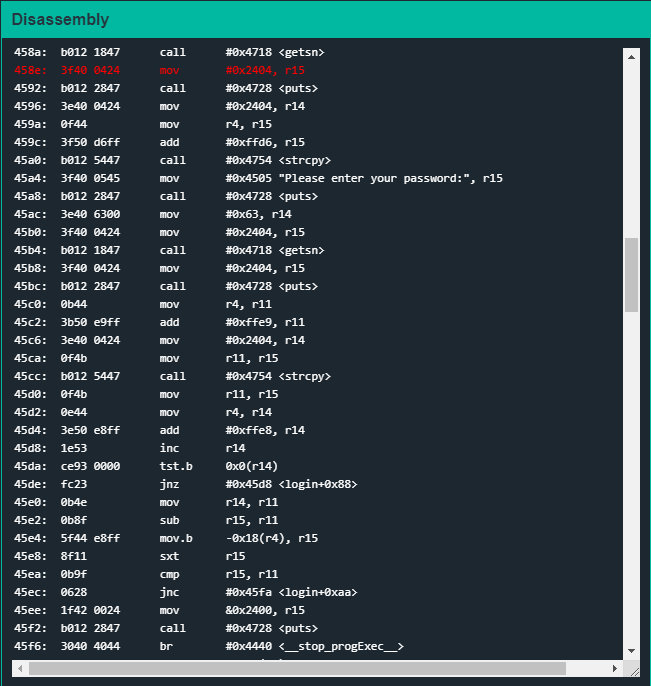 Disassembly
458a: b012 1847 call #0x4718 <getsn>
458e: 3f40 0424 mov #0x2404, r15
4592: b012 2847 call #0x4728 <puts>
4596: 3e40 0424 mov #0x2404, r14
459a: 0f44 mov r4, r15
459c: 3f50 d6ff add #0xffd6, r15
45a0: b012 5447 call #0x4754 <strcpy>
45a4: 3f40 0545 mov #0x4505 "Please enter your password:", r15
45a8: b012 2847 call #0x4728 <puts>
45ac: 3e40 6300 mov #0x63, r14
45b0: 3f40 0424 mov #0x2404, r15
45b4: b012 1847 call #0x4718 <getsn>
45b8: 3f40 0424 mov #0x2404, r15
45bc: b012 2847 call #0x4728 <puts>
45c0: 0b44 mov r4, r11
45c2: 3b50 e9ff add #0xffe9, r11
45c6: 3e40 0424 mov #0x2404, r14
45ca: 0f4b mov r11, r15
45cc: b012 5447 call #0x4754 <strcpy>
45d0: 0f4b mov r11, r15
45d2: 0e44 mov r4, r14
45d4: 3e50 e8ff add #0xffe8, r14
45d8: 1e53 inc r14
45da: ce93 0000 tst.b 0x0(r14)
45de: fc23 jnz #0x45d8 <login+0x88>
45e0: 0b4e mov r14, r11
45e2: 0b8f sub r15, r11
45e4: 5f44 e8ff mov.b -0x18(r4), r15
45e8: 8f11 sxt r15
45ea: 0b9f cmp r15, r11
45ec: 0628 jnc #0x45fa <login+0xaa>
45ee: 1f42 0024 mov &0x2400, r15
45f2: b012 2847 call #0x4728 <puts>
45f6: 3040 4044 br #0x4440 <__stop_progExec__>